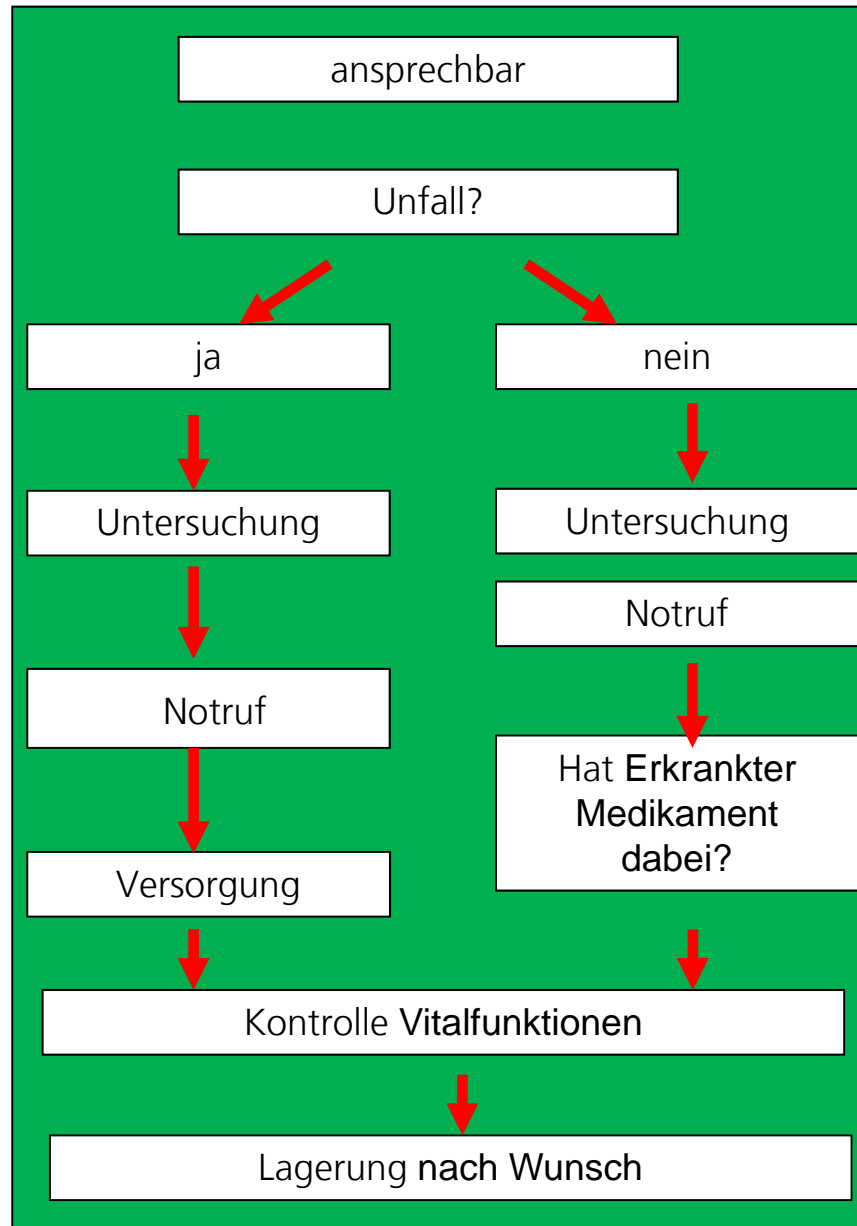 ansprechbar
Unfall?
ja
nein
Untersuchung
Untersuchung
Notruf
Notruf
Hat Erkrankter
Medikament
dabei?
Versorgung
Kontrolle Vitalfunktionen
Lagerung nach Wunsch